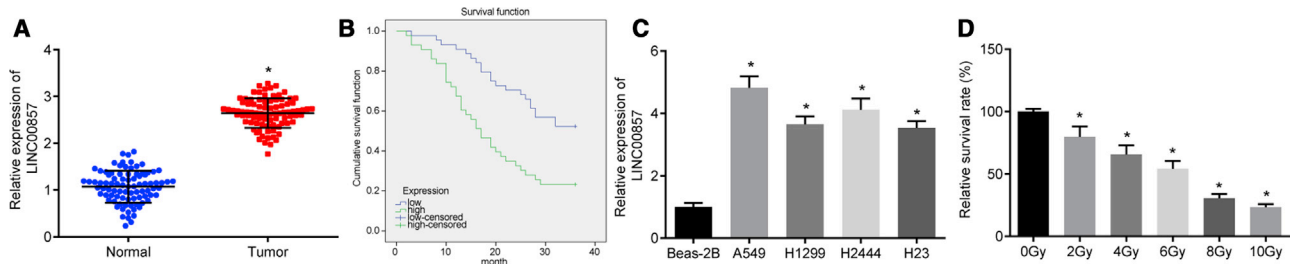 A
Relative expression of
LINC00857
4
3
2
1
0
*
Normal
Tumor
B
Survival function
Cumulative survival function
1.0
0.8
0.6
0.4
0.2
0.0
Expression
low
high
low-censored
high-censored
0
10
20
30
40
month
C
Relative expression of
LINC00857
6
4
2
0
*
*
*
*
Beas-2B
A549
H1299
H2444
H23
D
Relative survival rate (%)
150
100
50
0
*
*
*
*
*
0Gy
2Gy
4Gy
6Gy
8Gy
10Gy